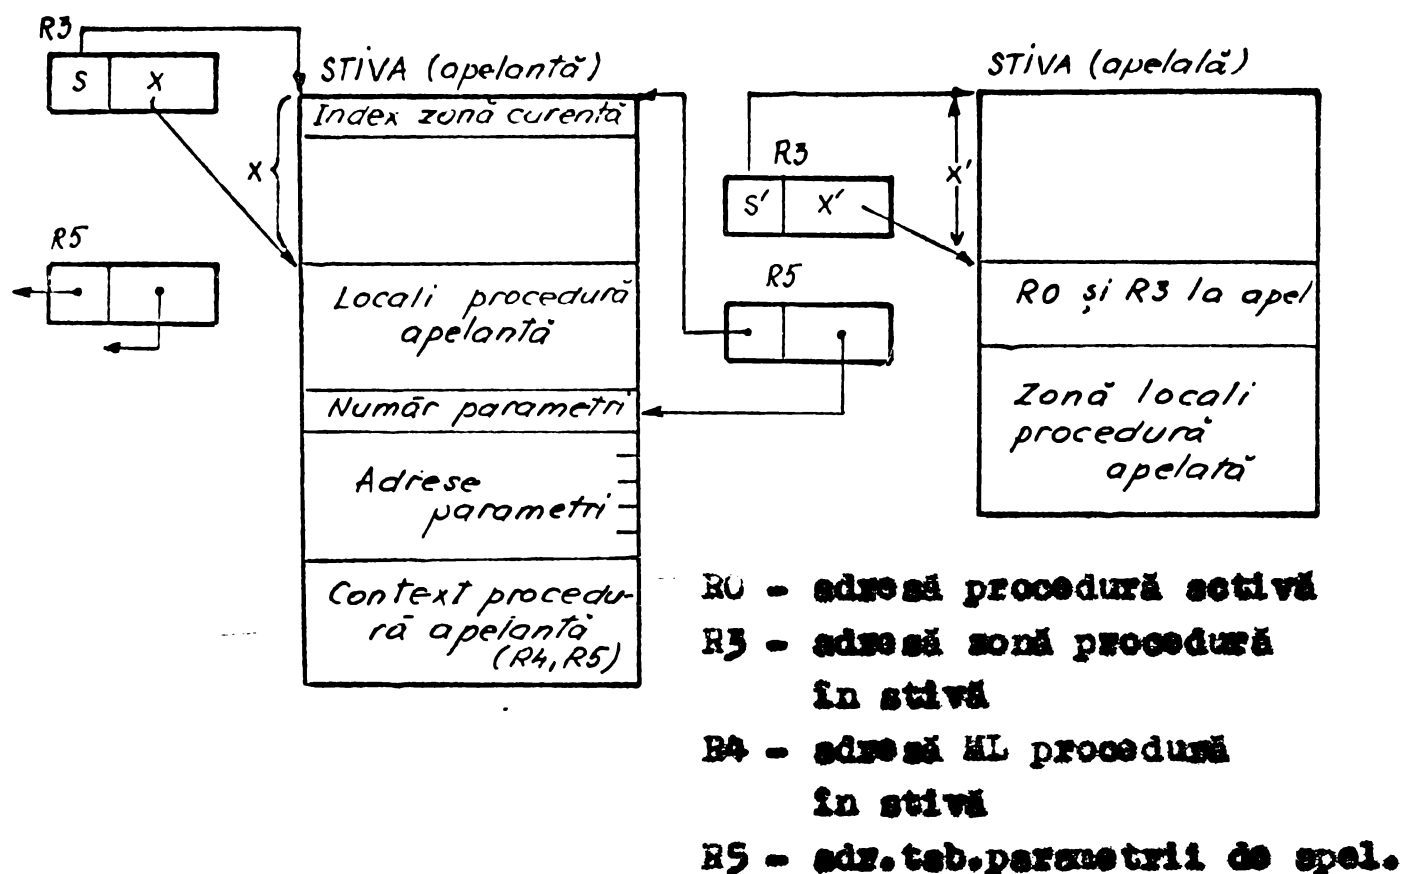 R3
S X
STIVA (apelantă)
Index zonă curentă
X
R5
Locali procedură
apelantă
Număr parametri
Adrese
parametri
Context procedu-
ră apelantă
(R4, R5)
STIVA (apelală)
R3
S' X'
X'
R5
R0 și R3 la apel
Zonă locali
procedură
apelată
R0 - adresă procedură activă
R3 - adresă zonă procedură
în stivă
R4 - adresă ML procedură
în stivă
R5 - adr.tab.parametrii de apel.